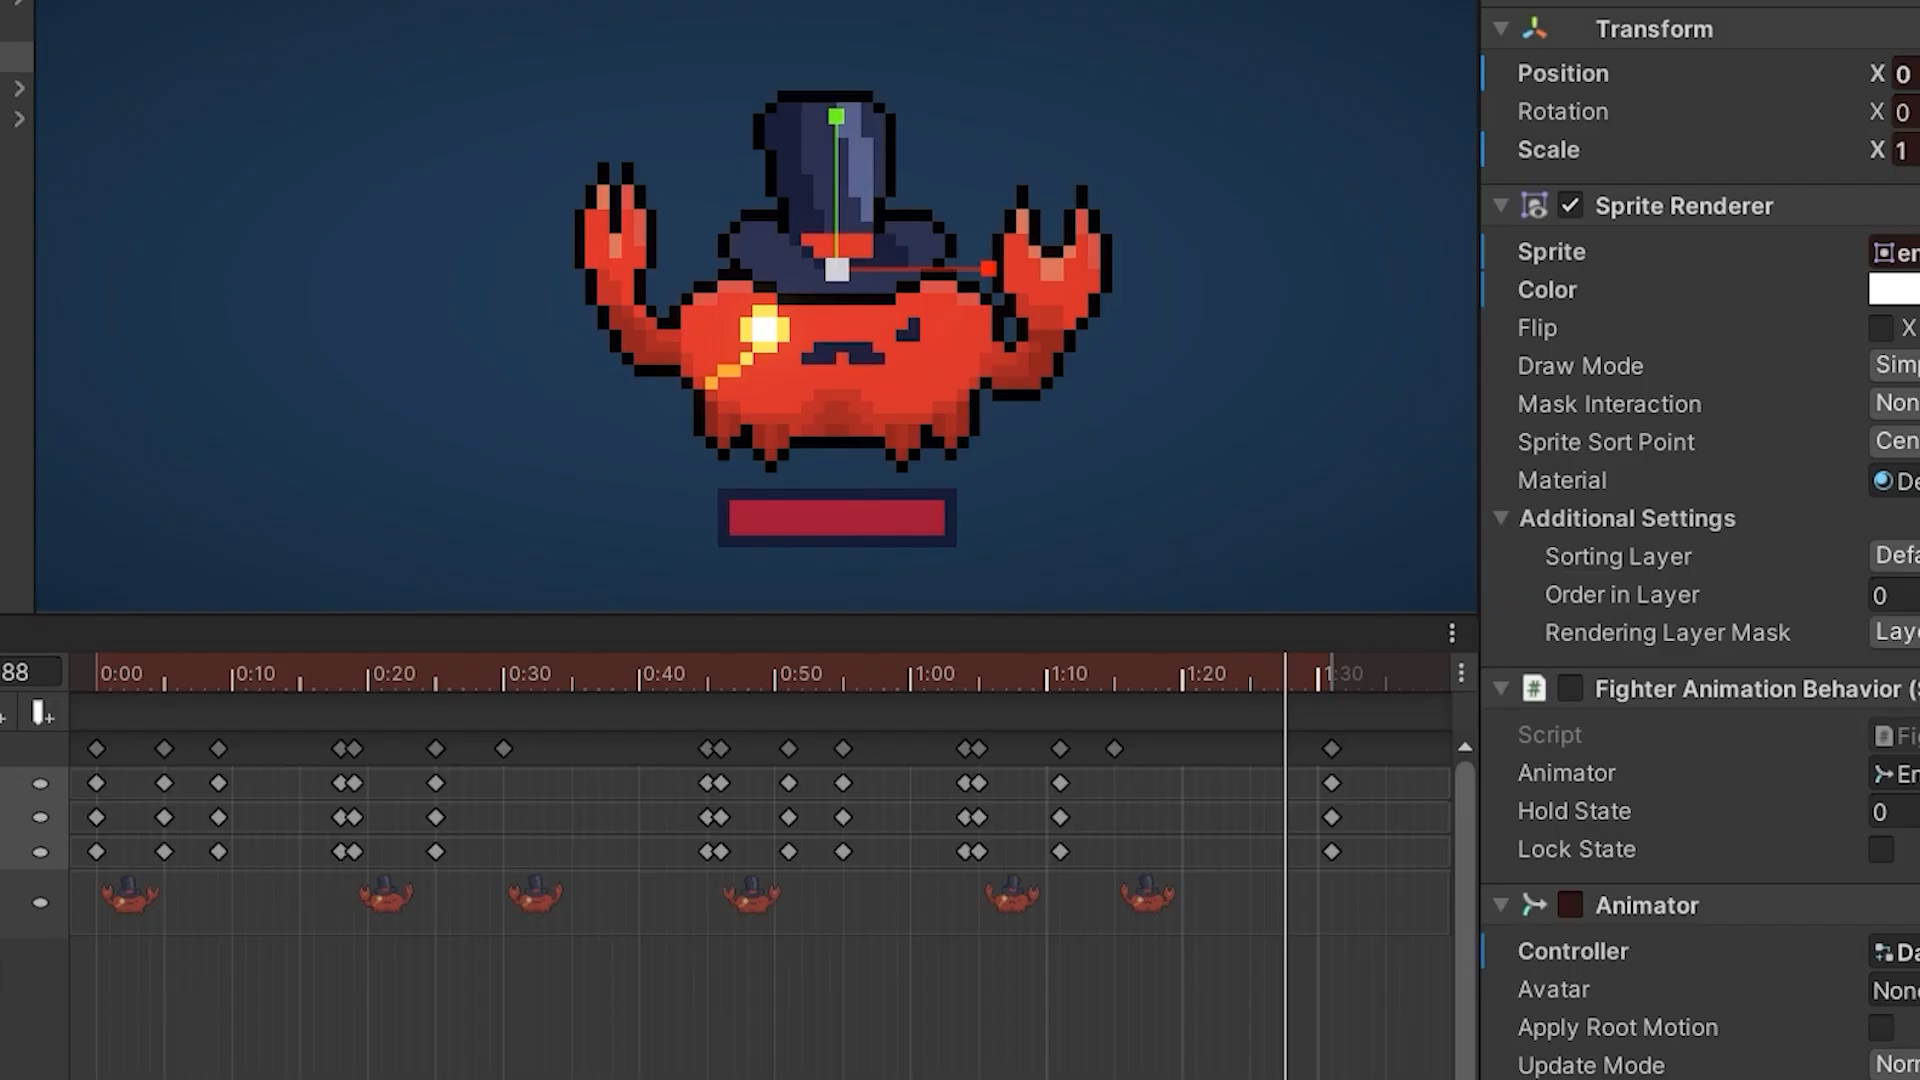 Transform
Position X 0
Rotation X 0
Scale X 1
Sprite Renderer
Sprite
Color
Flip X
Draw Mode
Mask Interaction
Sprite Sort Point
Material
Additional Settings
Sorting Layer
Order in Layer 0
Rendering Layer Mask
88 0:00 0:10 0:20 0:30 0:40 0:50 1:00 1:10 1:20 1:30
Fighter Animation Behavior
Script
Animator
Hold State 0
Lock State
Animator
Controller
Avatar
Apply Root Motion
Update Mode